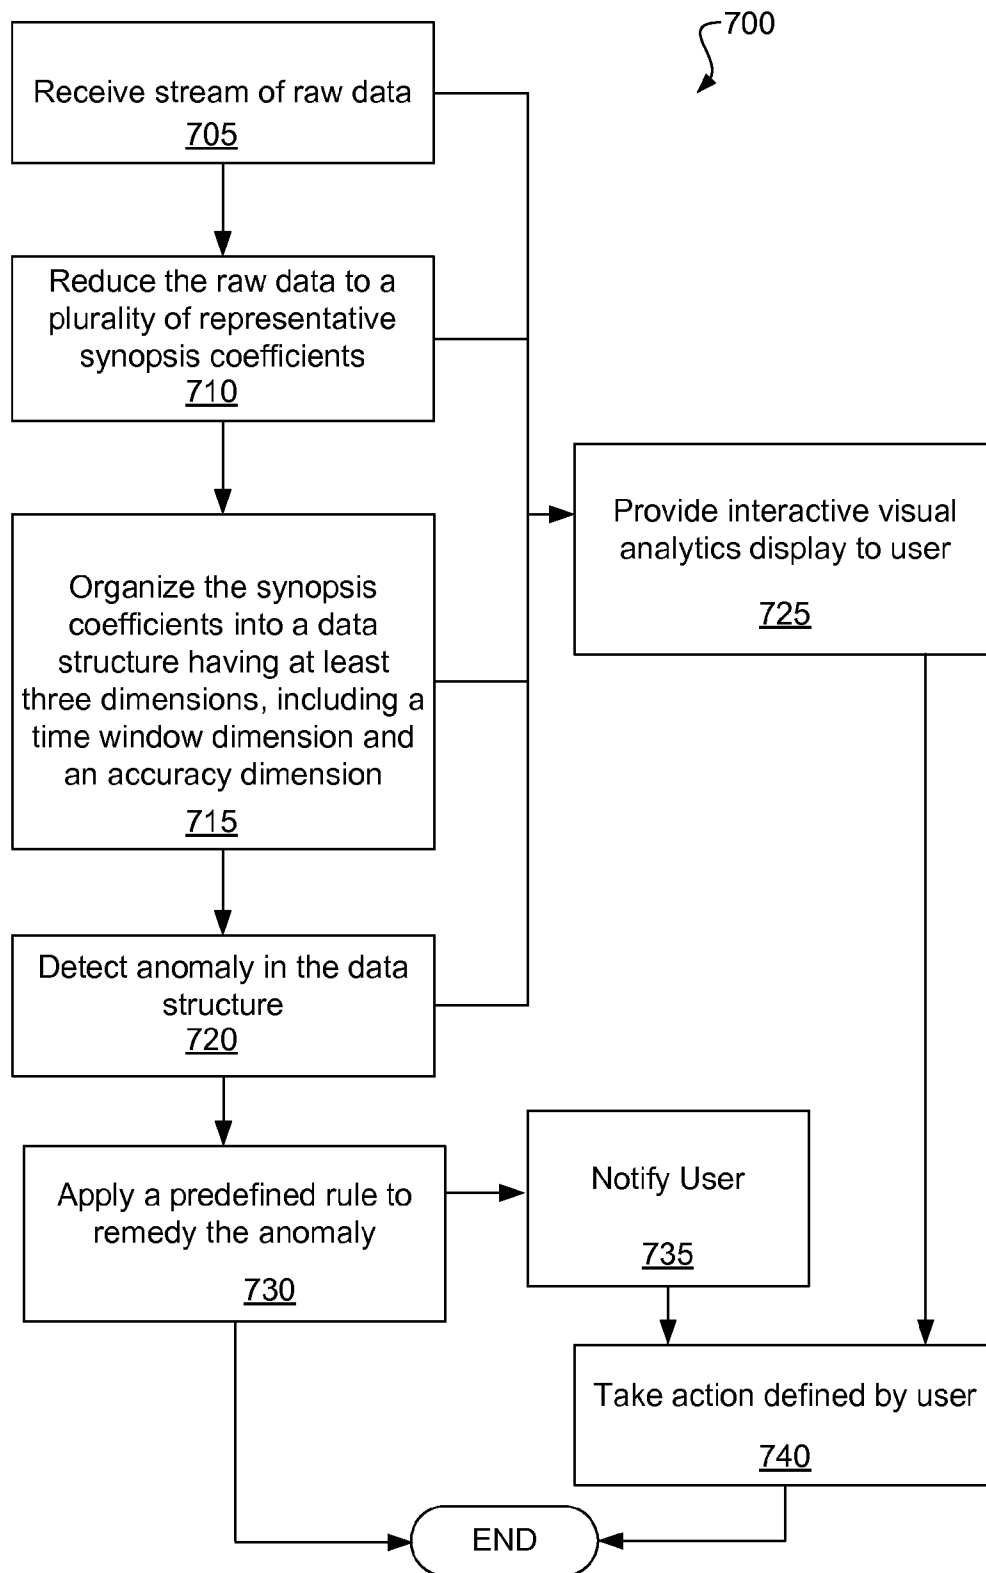 700
Receive stream of raw data
705
Reduce the raw data to a
plurality of representative
synopsis coefficients
710
Organize the synopsis
coefficients into a data
structure having at least
three dimensions, including a
time window dimension and
an accuracy dimension
715
Provide interactive visual
analytics display to user
725
Detect anomaly in the data
structure
720
Apply a predefined rule to
remedy the anomaly
730
Notify User
735
Take action defined by user
740
END